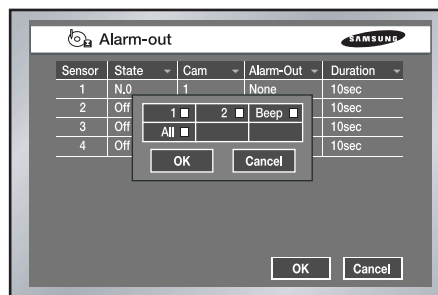 Alarm-out
SAMSUNG
Sensor State Cam Alarm-Out Duration
1 N.0 1 None 10sec
2 Off 10sec
3 Off 10sec
4 Off 10sec
1 2 Beep
All
OK Cancel
OK Cancel